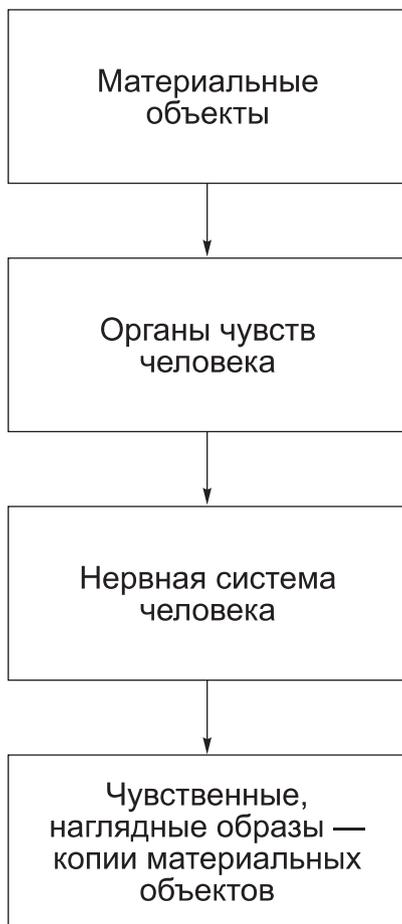 Материальные
объекты
Органы чувств
человека
Нервная система
человека
Чувственные,
наглядные образы —
копии материальных
объектов